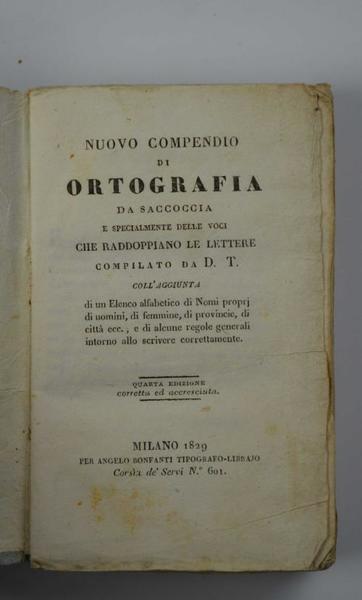 NUOVO COMPENDIO
DI
ORTOGRAFIA
DA SACCOCCIA
E SPECIALMENTE DELLE VOCI
CHE RADDOPPIANO LE LETTERE
COMPILATO DA D. T.
COLL'AGGIUNTA
di un Elenco alfabetico di Nomi proprj
di uomini, di femmine, di provincie, di
città ecc., e di alcune regole generali
intorno allo scrivere correttamente.
QUARTA EDIZIONE
corretta ed accresciuta.
MILANO 1829
PER ANGELO BONFANTI TIPOGRAFO-LIBRAJO
Corsia de' Servi N.° 601.